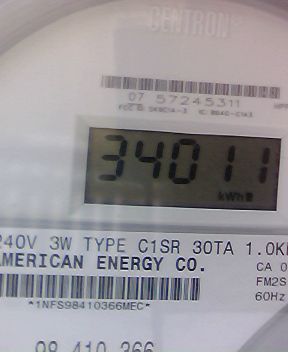 CENTRON
07 57245311
34011
kWh
240V 3W TYPE C1SR 30TA 1.0K
AMERICAN ENERGY CO.
CA 0
FM2S
60Hz
*1NFS98410366MEC*
98 410 366